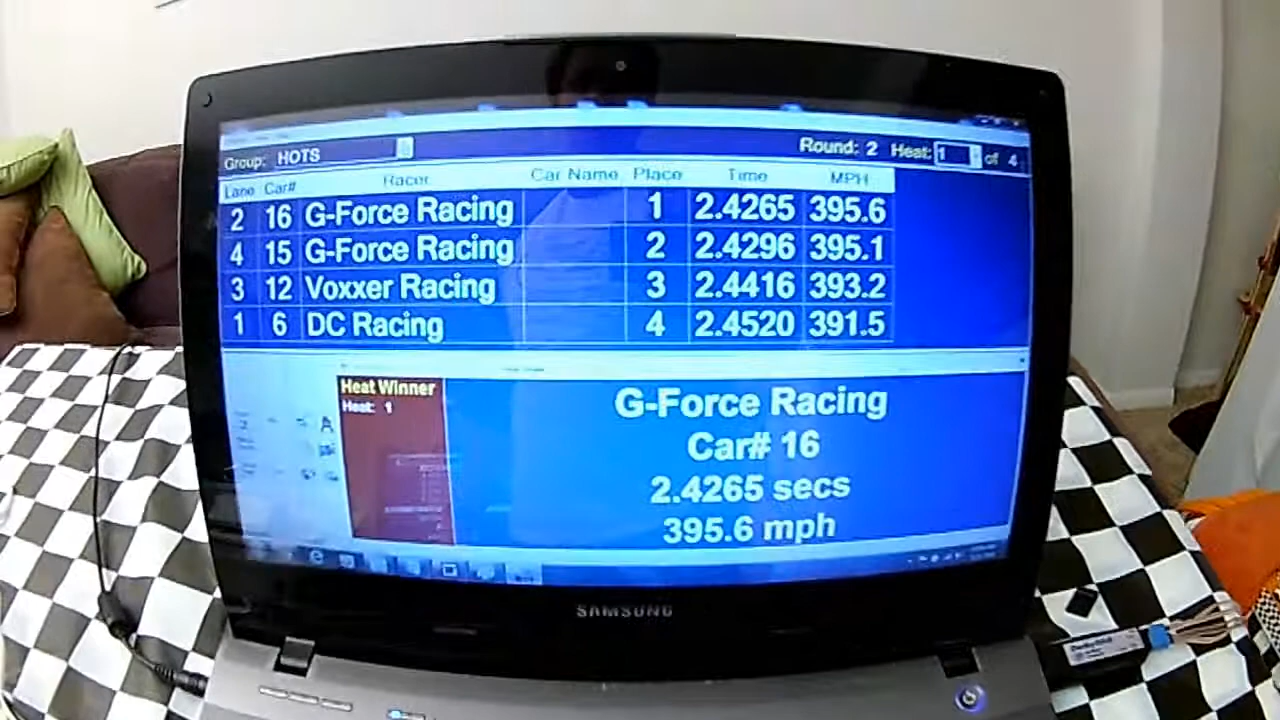 Group: HOTS Round: 2 Heat: 1 of 4
Lane Car# Racer Car Name Place Time MPH
2 16 G-Force Racing 1 2.4265 395.6
4 15 G-Force Racing 2 2.4296 395.1
3 12 Voxxer Racing 3 2.4416 393.2
1 6 DC Racing 4 2.4520 391.5
Heat Winner
Heat: 1
G-Force Racing
Car# 16
2.4265 secs
395.6 mph
SAMSUNG